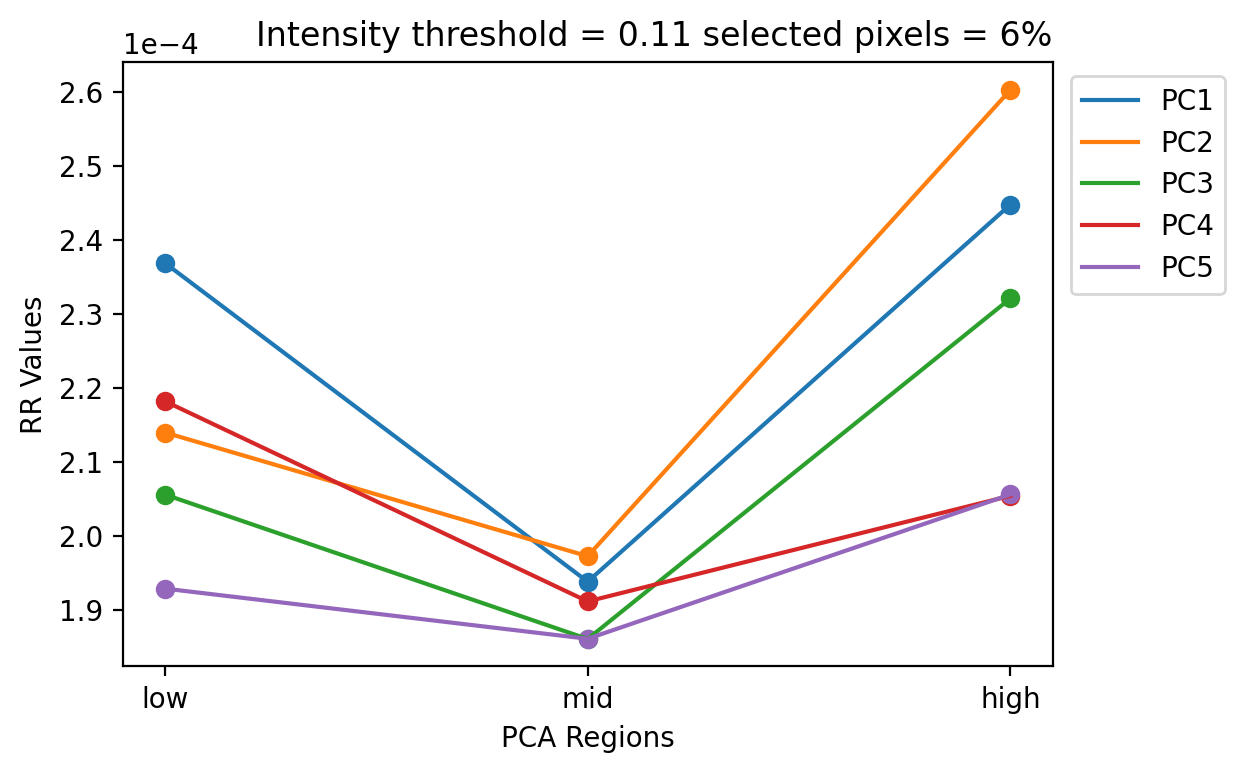 Intensity threshold = 0.11 selected pixels = 6%
1e−4
2.6
2.5
2.4
2.3
2.2
2.1
2.0
1.9
RR Values
low
mid
high
PCA Regions
PC1
PC2
PC3
PC4
PC5